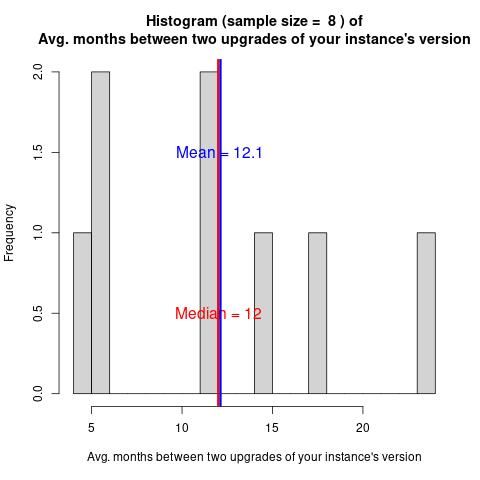 Histogram (sample size =  8 ) of
Avg. months between two upgrades of your instance's version
Frequency
2.0
1.5
1.0
0.5
0.0
Mean = 12.1
Median = 12
5 10 15 20
Avg. months between two upgrades of your instance's version